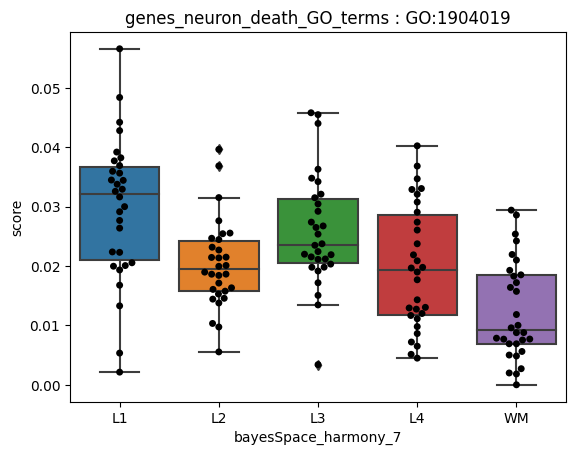 genes_neuron_death_GO_terms : GO:1904019
0.05
0.04
0.03
0.02
0.01
0.00
score
L1 L2 L3 L4 WM
bayesSpace_harmony_7